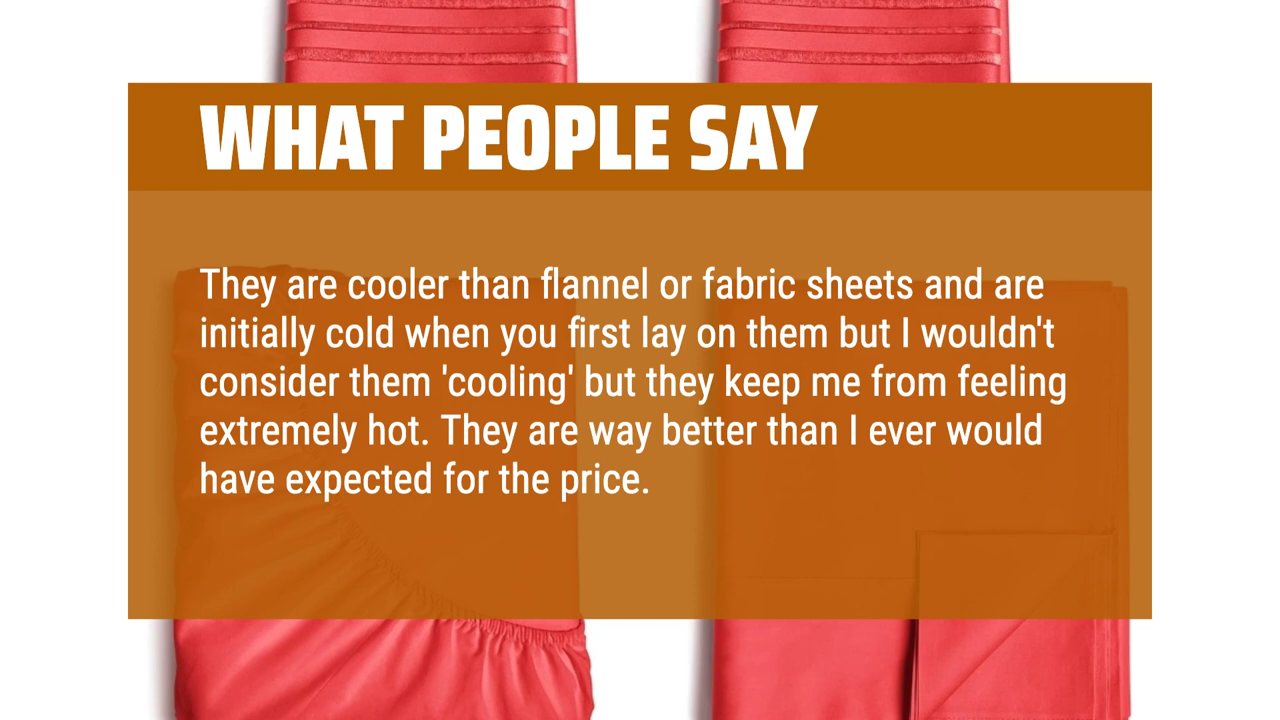 WHAT PEOPLE SAY
They are cooler than flannel or fabric sheets and are
initially cold when you first lay on them but I wouldn't
consider them 'cooling' but they keep me from feeling
extremely hot. They are way better than I ever would
have expected for the price.